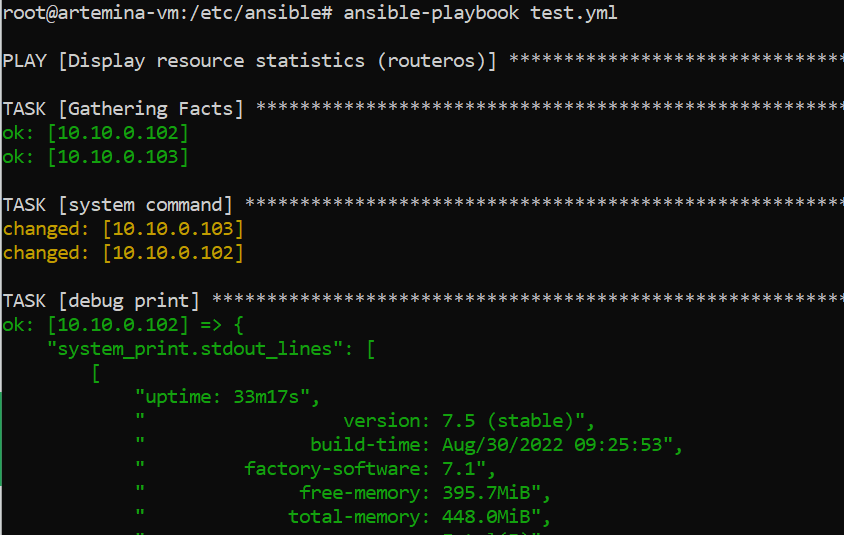 root@artemina-vm:/etc/ansible# ansible-playbook test.yml
PLAY [Display resource statistics (routeros)] *******************************
TASK [Gathering Facts] ******************************************************
ok: [10.10.0.102]
ok: [10.10.0.103]
TASK [system command] *******************************************************
changed: [10.10.0.103]
changed: [10.10.0.102]
TASK [debug print] **********************************************************
ok: [10.10.0.102] => {
    "system_print.stdout_lines": [
        [
            "uptime: 33m17s",
            "                  version: 7.5 (stable)",
            "               build-time: Aug/30/2022 09:25:53",
            "         factory-software: 7.1",
            "              free-memory: 395.7MiB",
            "             total-memory: 448.0MiB",